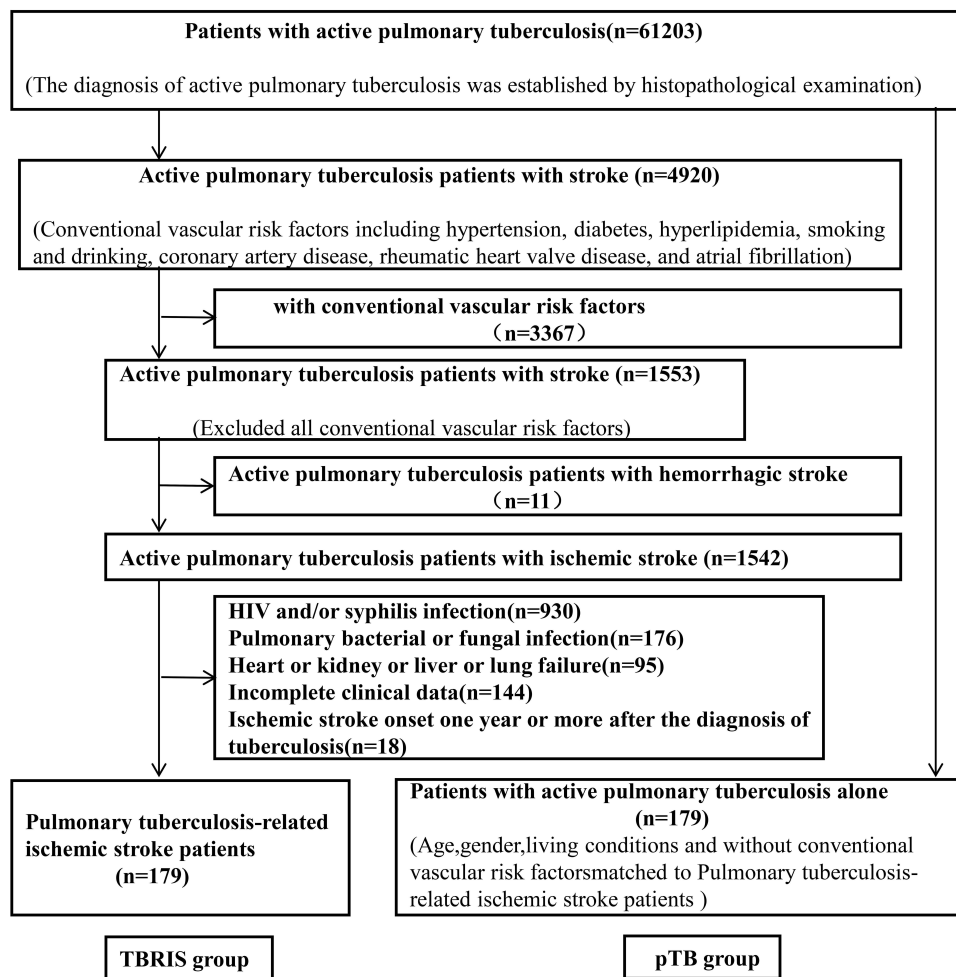 Patients with active pulmonary tuberculosis(n=61203)
(The diagnosis of active pulmonary tuberculosis was established by histopathological examination)
Active pulmonary tuberculosis patients with stroke (n=4920)
(Conventional vascular risk factors including hypertension, diabetes, hyperlipidemia, smoking
and drinking, coronary artery disease, rheumatic heart valve disease, and atrial fibrillation)
with conventional vascular risk factors
（n=3367）
Active pulmonary tuberculosis patients with stroke (n=1553)
(Excluded all conventional vascular risk factors)
Active pulmonary tuberculosis patients with hemorrhagic stroke
（n=11）
Active pulmonary tuberculosis patients with ischemic stroke (n=1542)
HIV and/or syphilis infection(n=930)
Pulmonary bacterial or fungal infection(n=176)
Heart or kidney or liver or lung failure(n=95)
Incomplete clinical data(n=144)
Ischemic stroke onset one year or more after the diagnosis of
tuberculosis(n=18)
Pulmonary tuberculosis-related
ischemic stroke patients
(n=179)
Patients with active pulmonary tuberculosis alone
(n=179)
(Age,gender,living conditions and without conventional
vascular risk factorsmatched to Pulmonary tuberculosis-
related ischemic stroke patients )
TBRIS group
pTB group